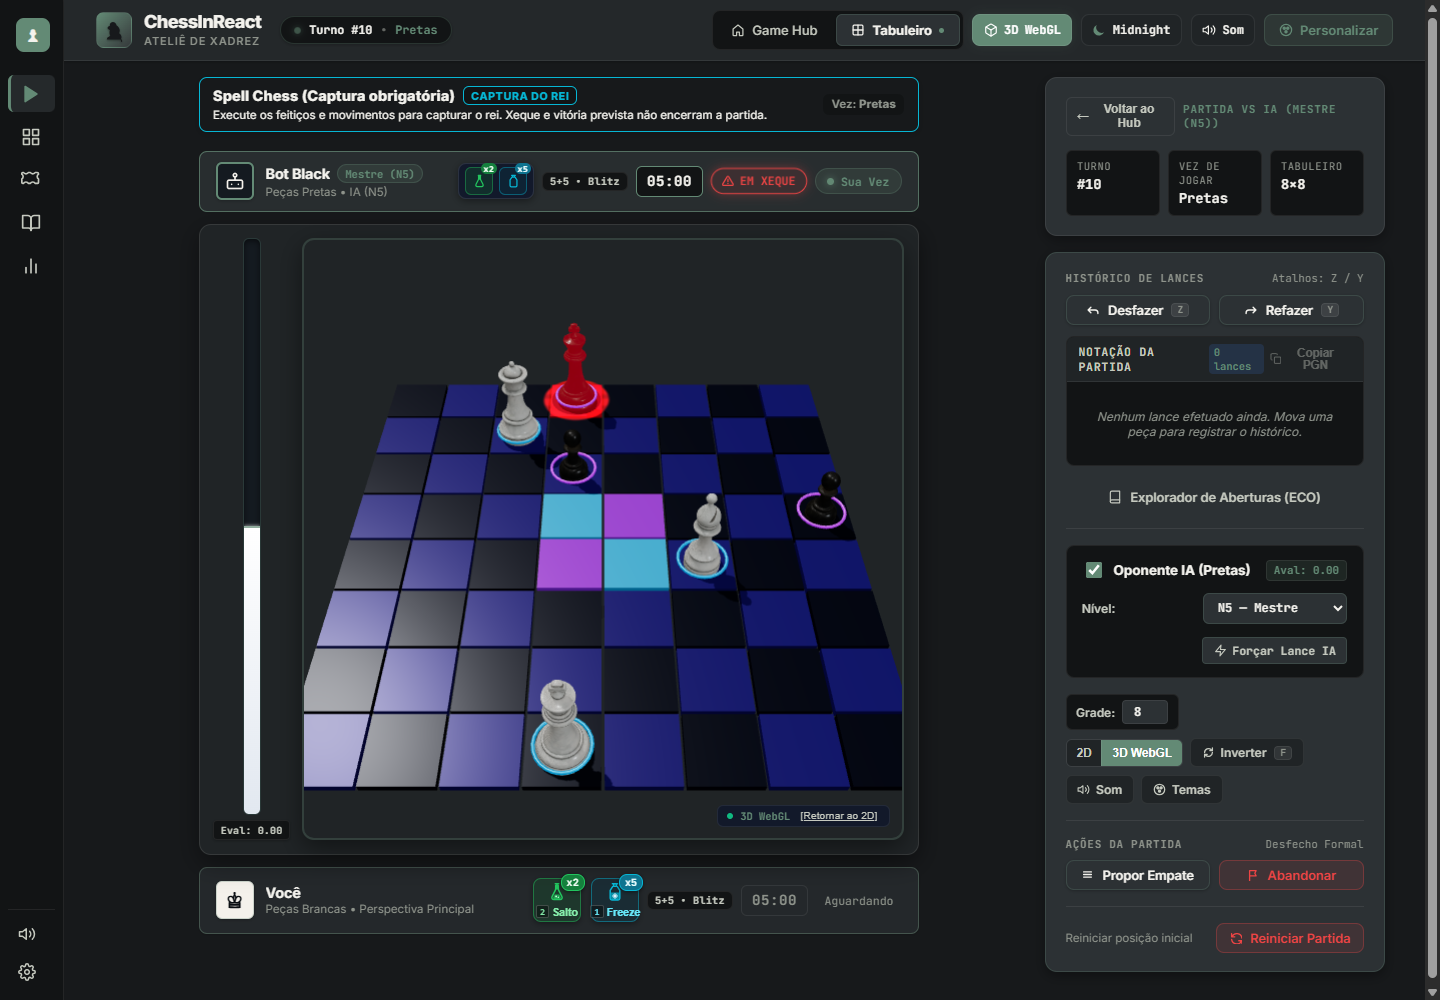 ChessInReact
ATELIÊ DE XADREZ
Turno #10 • Pretas
Game Hub
Tabuleiro
3D WebGL
Midnight
Som
Personalizar
Spell Chess (Captura obrigatória)
CAPTURA DO REI
Execute os feitiços e movimentos para capturar o rei. Xeque e vitória prevista não encerram a partida.
Vez: Pretas
Bot Black
Mestre (N5)
Peças Pretas • IA (N5)
x2
x5
5+5 • Blitz
05:00
EM XEQUE
Sua Vez
Eval: 0.00
3D WebGL
[Retornar ao 2D]
Você
Peças Brancas • Perspectiva Principal
x2
2 Salto
x5
1 Freeze
5+5 • Blitz
05:00
Aguardando
← Voltar ao
Hub
PARTIDA VS IA (MESTRE
(N5))
TURNO
#10
VEZ DE
JOGAR
Pretas
TABULEIRO
8×8
HISTÓRICO DE LANCES
Atalhos: Z / Y
Desfazer Z
Refazer Y
NOTAÇÃO DA
PARTIDA
0
lances
Copiar
PGN
Nenhum lance efetuado ainda. Mova uma
peça para registrar o histórico.
Explorador de Aberturas (ECO)
Oponente IA (Pretas)
Aval: 0.00
Nível:
N5 — Mestre
Forçar Lance IA
Grade: 8
2D
3D WebGL
Inverter F
Som
Temas
AÇÕES DA PARTIDA
Desfecho Formal
Propor Empate
Abandonar
Reiniciar posição inicial
Reiniciar Partida